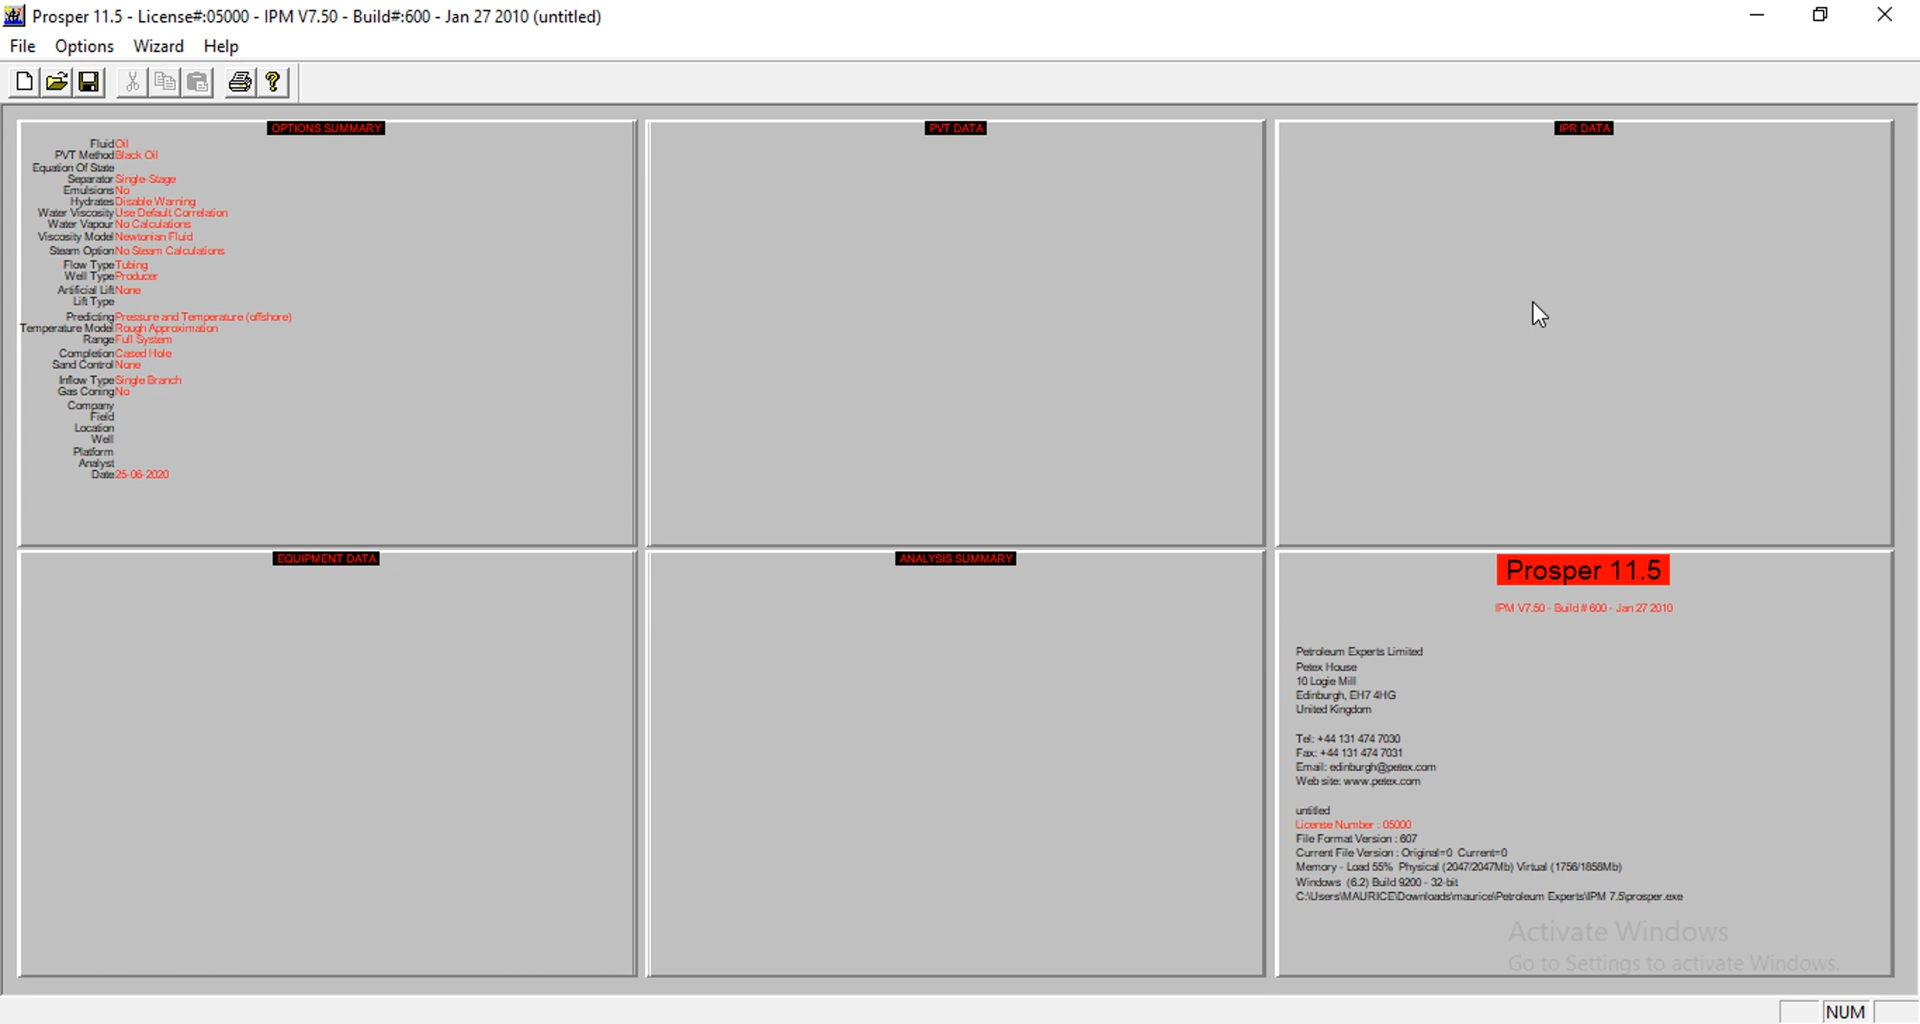 Prosper 11.5 - License#:05000 - IPM V7.50 - Build#:600 - Jan 27 2010 (untitled)
File Options Wizard Help
OPTIONS SUMMARY
Fluid Oil
PVT Method Black Oil
Equation Of State
Separator Single-Stage
Emulsions No
Hydrates Disable Warning
Water Viscosity Use Default Correlation
Water Vapour No Calculations
Viscosity Model Newtonian Fluid
Steam Option No Steam Calculations
Flow Type Tubing
Well Type Producer
Artificial Lift None
Lift Type
Predicting Pressure and Temperature (offshore)
Temperature Model Rough Approximation
Range Full System
Completion Cased Hole
Sand Control None
Inflow Type Single Branch
Gas Coning No
Company
Field
Location
Well
Platform
Analyst
Date 25-06-2020
PVT DATA
IPR DATA
EQUIPMENT DATA
ANALYSIS SUMMARY
Prosper 11.5
IPM V7.50 - Build # 600 - Jan 27 2010
Petroleum Experts Limited
Petex House
10 Logie Mill
Edinburgh, EH7 4HG
United Kingdom
Tel: +44 131 474 7030
Fax: +44 131 474 7031
Email: edinburgh@petex.com
Web site: www.petex.com
untitled
License Number : 05000
File Format Version : 607
Current File Version : Original=0 Current=0
Memory - Load 55% Physical (2047/2047Mb) Virtual (1756/1858Mb)
Windows (6.2) Build 9200 - 32-bit
C:\Users\MAURICE\Downloads\maurice\Petroleum Experts\IPM 7.5\prosper.exe
Activate Windows
Go to Settings to activate Windows.
NUM